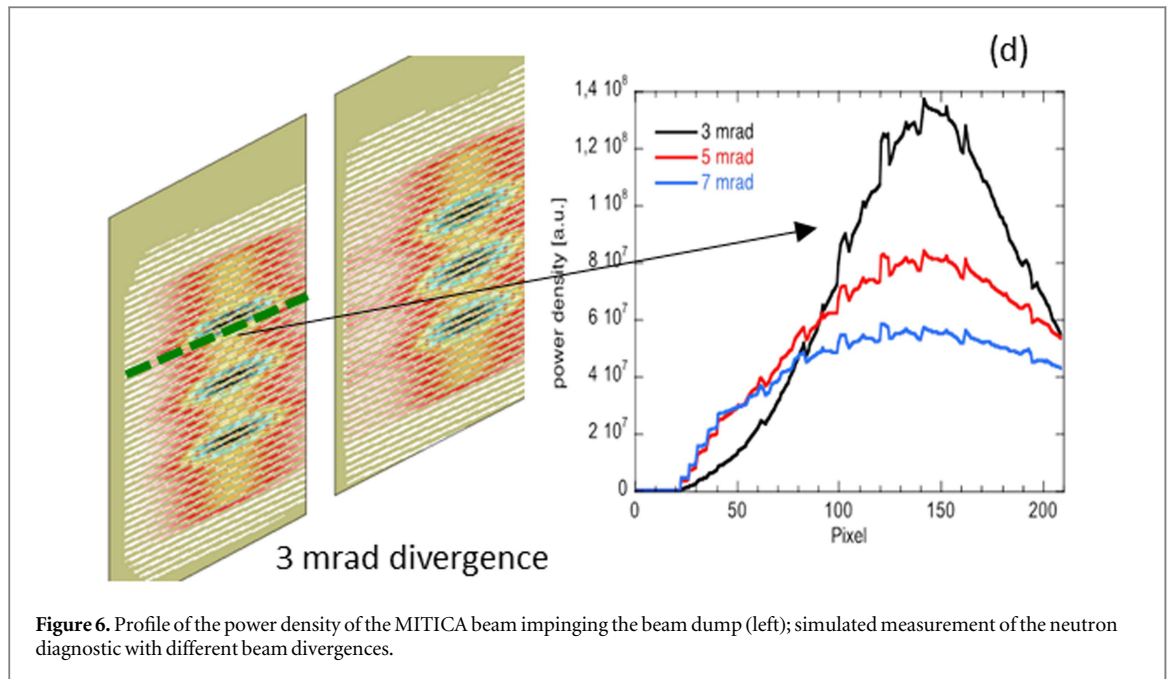 (d)
1,4 10⁸
1,2 10⁸
1 10⁸
8 10⁷
6 10⁷
4 10⁷
2 10⁷
0
power density [a.u.]
3 mrad
5 mrad
7 mrad
0 50 100 150 200
Pixel
3 mrad divergence
Figure 6. Profile of the power density of the MITICA beam impinging the beam dump (left); simulated measurement of the neutron
diagnostic with different beam divergences.